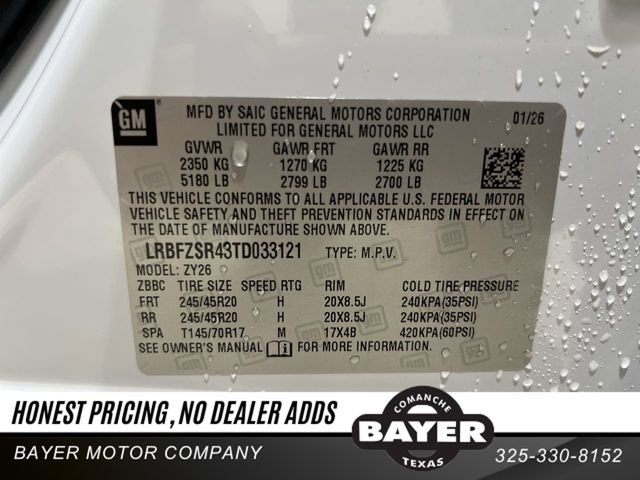 GM
MFD BY SAIC GENERAL MOTORS CORPORATION 01/26
LIMITED FOR GENERAL MOTORS LLC
GVWR GAWR FRT GAWR RR
2350 KG 1270 KG 1225 KG
5180 LB 2799 LB 2700 LB
THIS VEHICLE CONFORMS TO ALL APPLICABLE U.S. FEDERAL MOTOR
VEHICLE SAFETY AND THEFT PREVENTION STANDARDS IN EFFECT ON
THE DATE OF MANUFACTURE SHOWN ABOVE.
LRBFZSR43TD033121 TYPE: M.P.V.
MODEL: ZY26
ZBBC TIRE SIZE SPEED RTG RIM COLD TIRE PRESSURE
FRT 245/45R20 H 20X8.5J 240KPA(35PSI)
RR 245/45R20 H 20X8.5J 240KPA(35PSI)
SPA T145/70R17 M 17X4B 420KPA(60PSI)
SEE OWNER'S MANUAL FOR MORE INFORMATION.
HONEST PRICING, NO DEALER ADDS
BAYER MOTOR COMPANY
COMANCHE
BAYER
TEXAS
325-330-8152